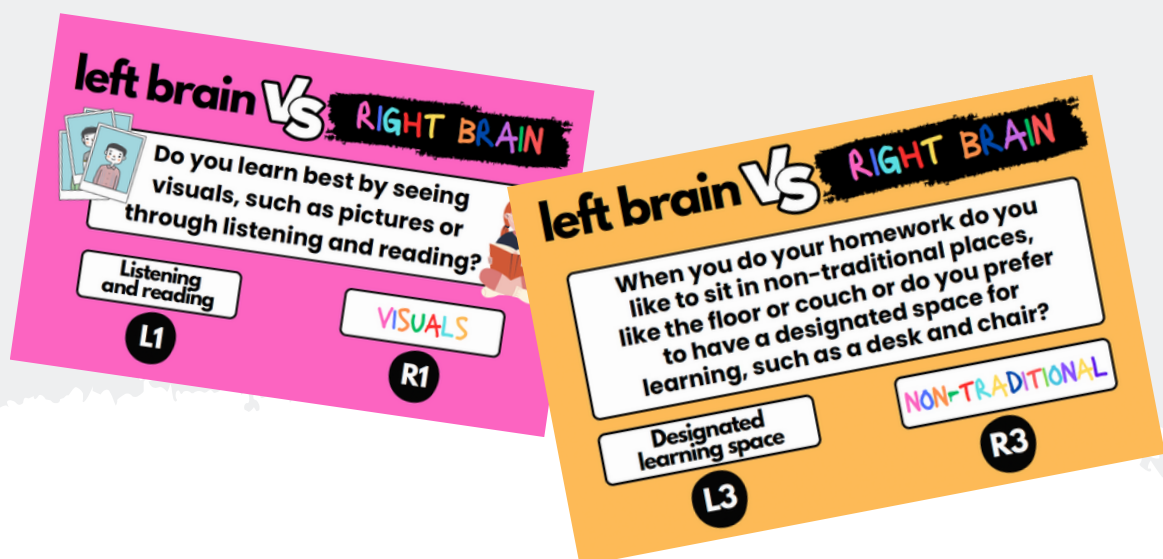 left brain VS RIGHT BRAIN
Do you learn best by seeing
visuals, such as pictures or
through listening and reading?
Listening
and reading
L1
VISUALS
R1
left brain VS RIGHT BRAIN
When you do your homework do you
like to sit in non-traditional places,
like the floor or couch or do you prefer
to have a designated space for
learning, such as a desk and chair?
Designated
learning space
L3
NON-TRADITIONAL
R3